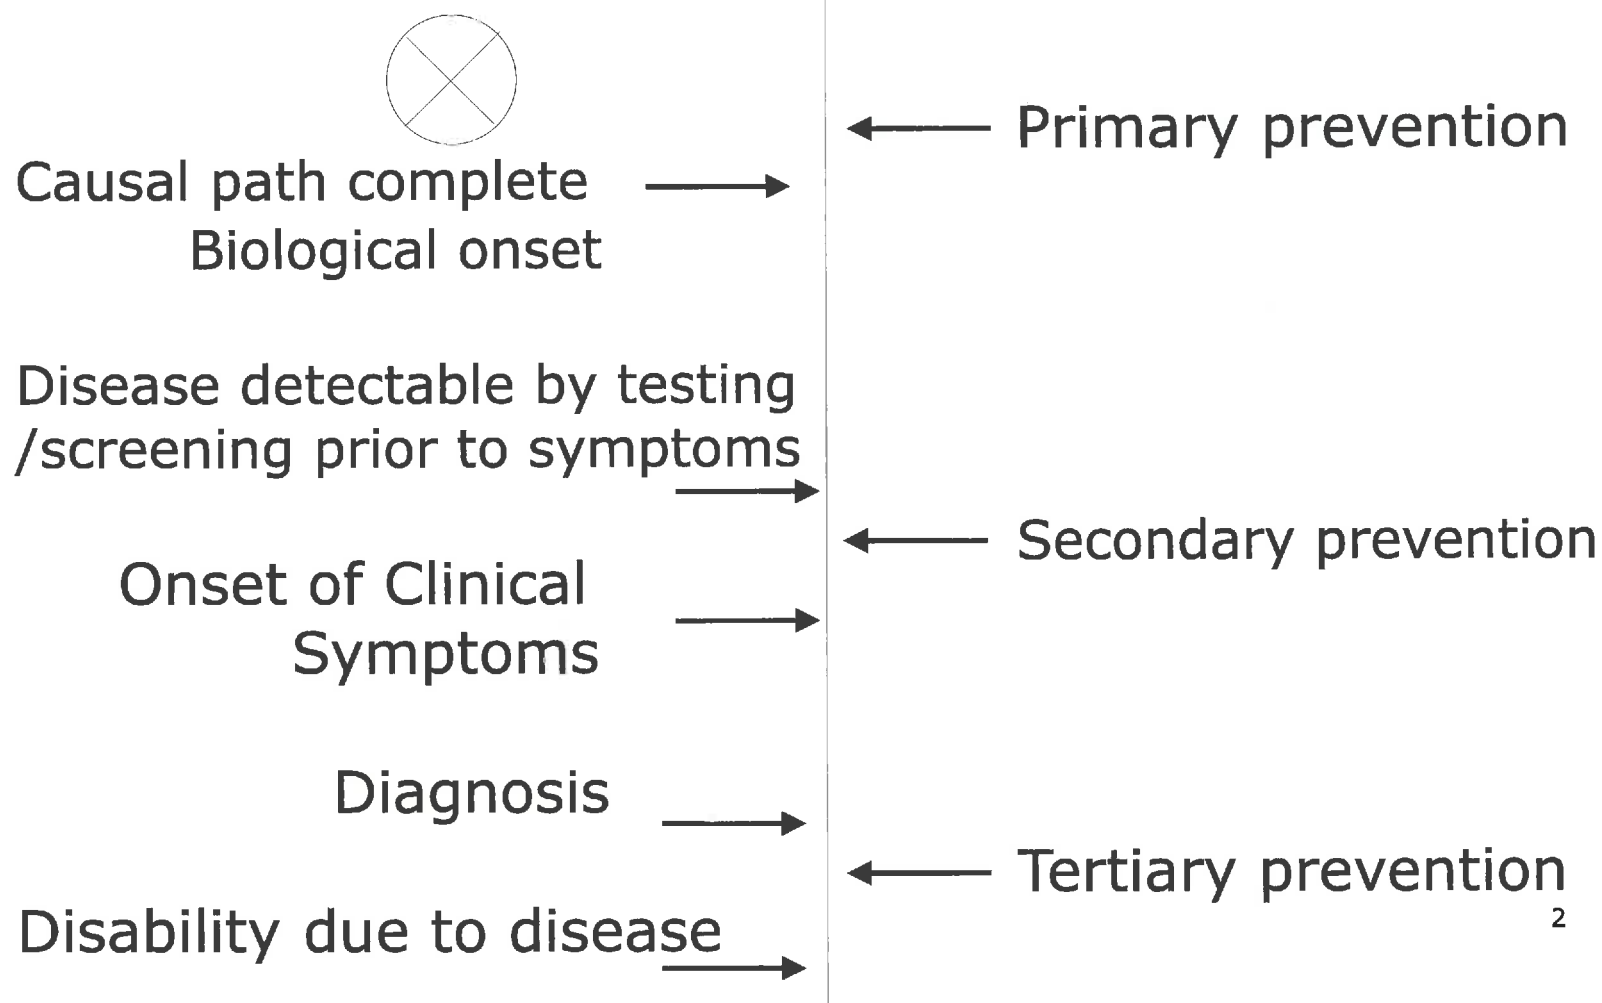 Primary prevention
Causal path complete
Biological onset
Disease detectable by testing
/screening prior to symptoms
Secondary prevention
Onset of Clinical
Symptoms
Diagnosis
Tertiary prevention
2
Disability due to disease